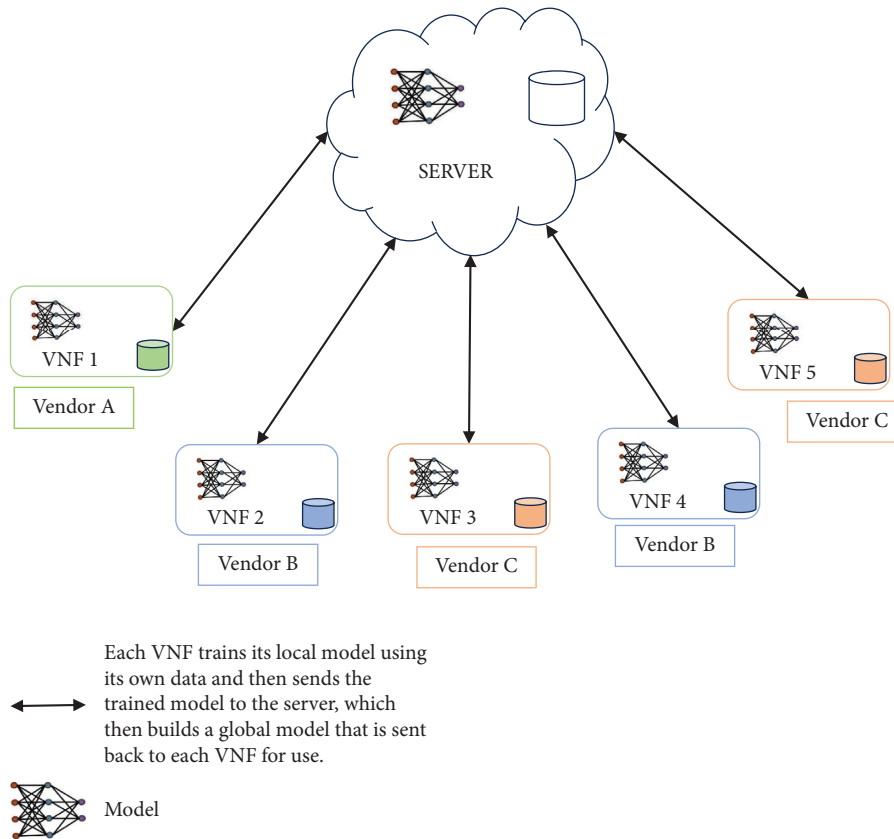 SERVER
VNF 1
Vendor A
VNF 5
Vendor C
VNF 2
Vendor B
VNF 3
Vendor C
VNF 4
Vendor B
Each VNF trains its local model using
its own data and then sends the
trained model to the server, which
then builds a global model that is sent
back to each VNF for use.
Model